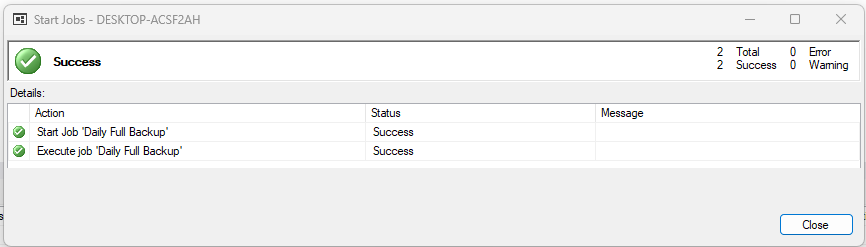 Start Jobs - DESKTOP-ACSF2AH
Success
2 Total 0 Error
2 Success 0 Warning
Details:
Action Status Message
Start Job 'Daily Full Backup' Success
Execute job 'Daily Full Backup' Success
Close